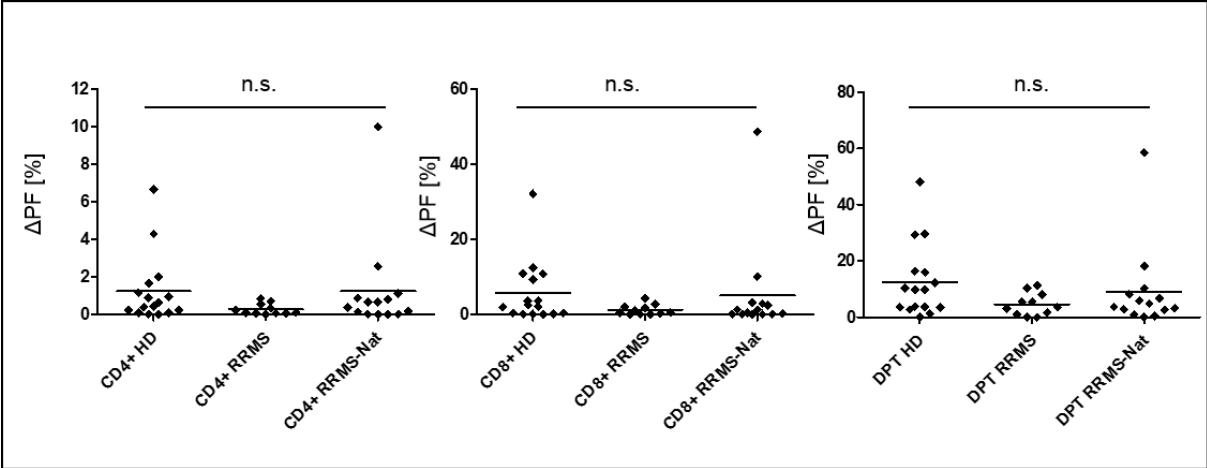 n.s.
12
10
8
6
4
2
0
ΔPF [%]
CD4+ HD
CD4+ RRMS
CD4+ RRMS-Nat
n.s.
60
40
20
0
ΔPF [%]
CD8+ HD
CD8+ RRMS
CD8+ RRMS-Nat
n.s.
80
60
40
20
0
ΔPF [%]
DPT HD
DPT RRMS
DPT RRMS-Nat